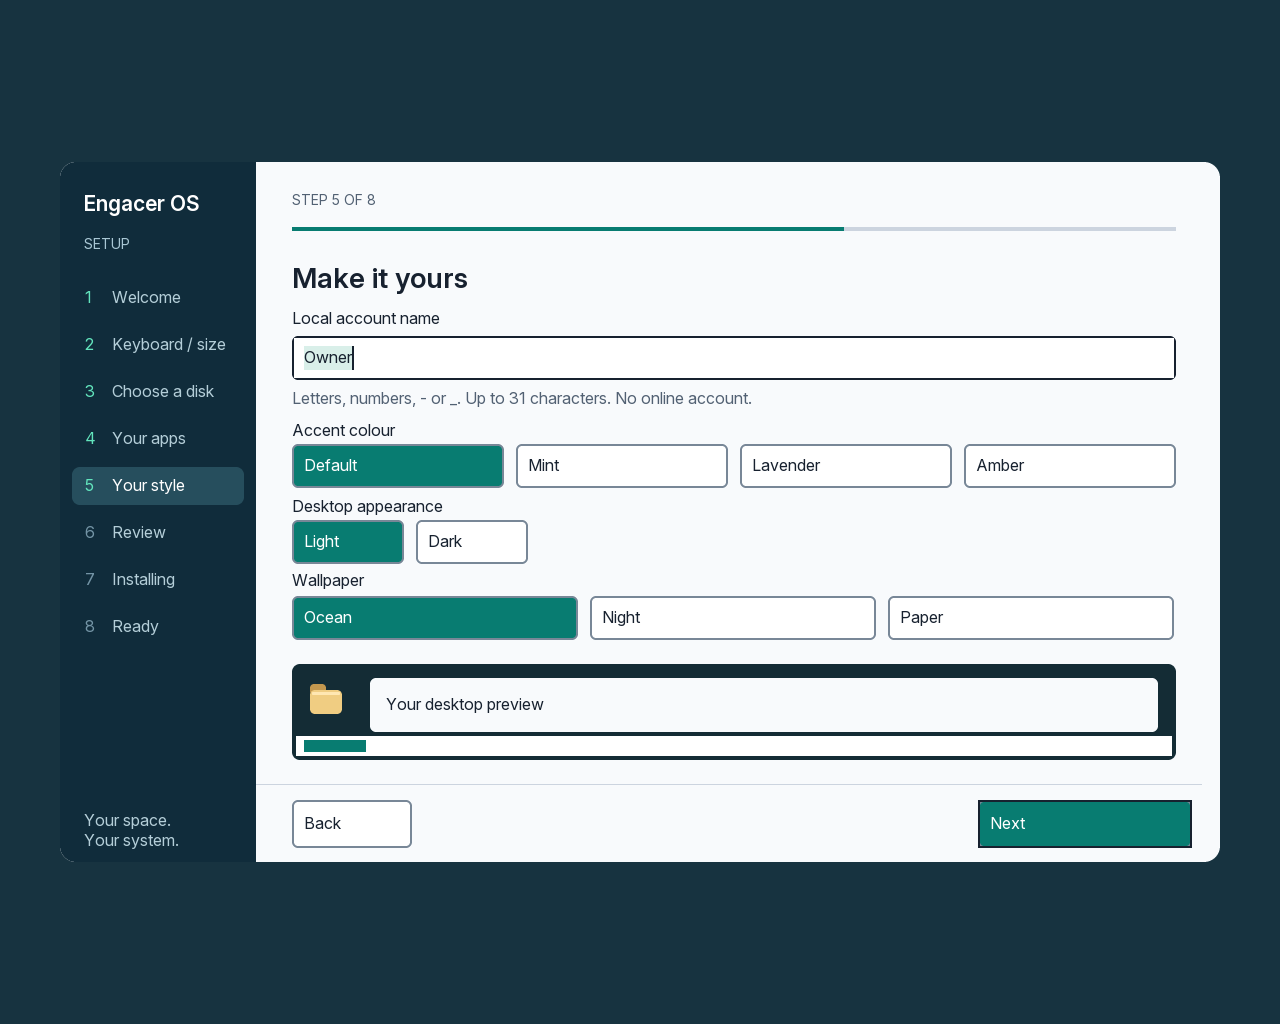 Engacer OS
SETUP
1 Welcome
2 Keyboard / size
3 Choose a disk
4 Your apps
5 Your style
6 Review
7 Installing
8 Ready
Your space.
Your system.
STEP 5 OF 8
Make it yours
Local account name
Owner
Letters, numbers, - or _. Up to 31 characters. No online account.
Accent colour
Default Mint Lavender Amber
Desktop appearance
Light Dark
Wallpaper
Ocean Night Paper
Your desktop preview
Back Next